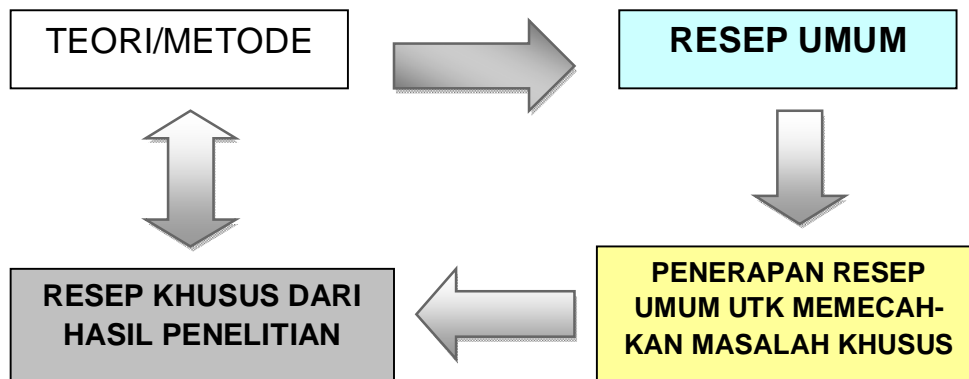 TEORI/METODE
RESEP UMUM
RESEP KHUSUS DARI
HASIL PENELITIAN
PENERAPAN RESEP
UMUM UTK MEMECAH-
KAN MASALAH KHUSUS